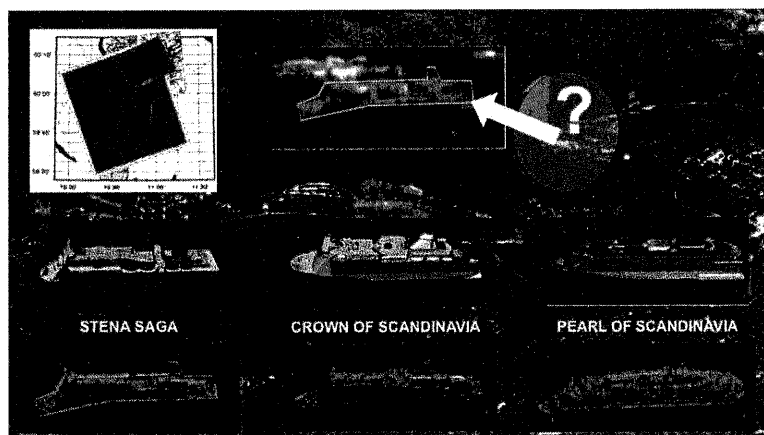 ?
STENA SAGA
CROWN OF SCANDINAVIA
PEARL OF SCANDINAVIA